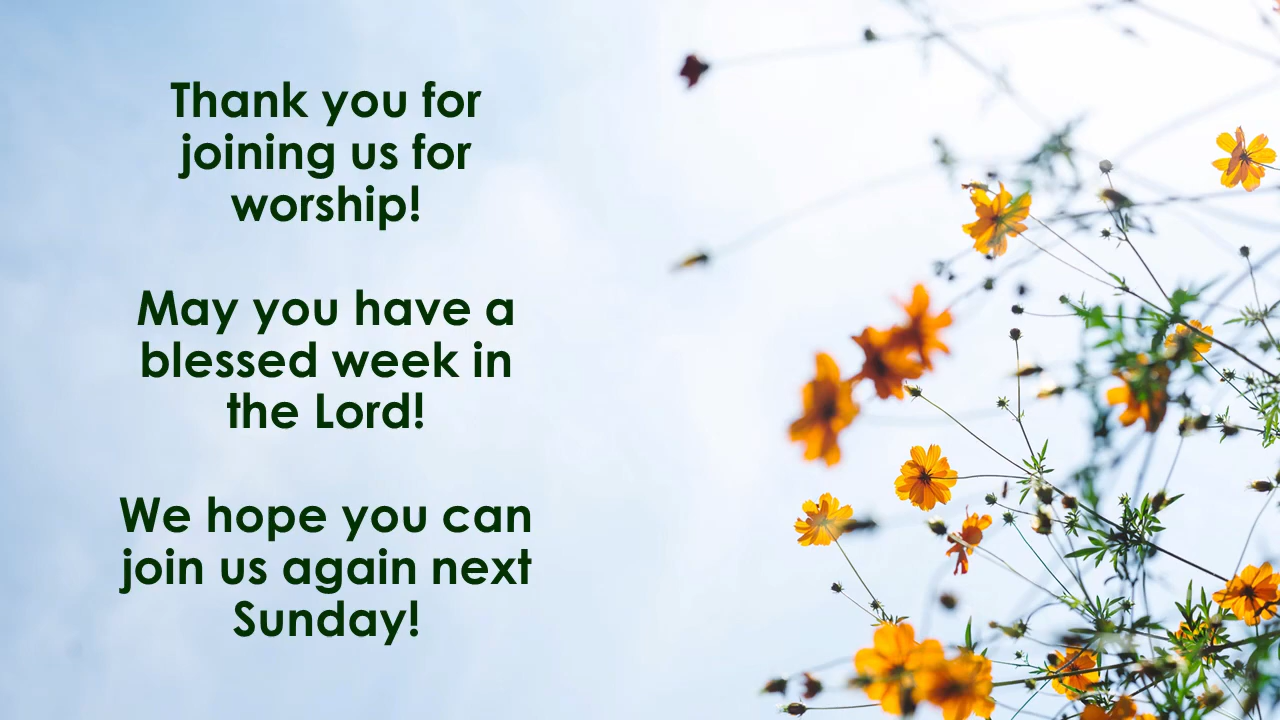 Thank you for
joining us for
worship!
May you have a
blessed week in
the Lord!
We hope you can
join us again next
Sunday!